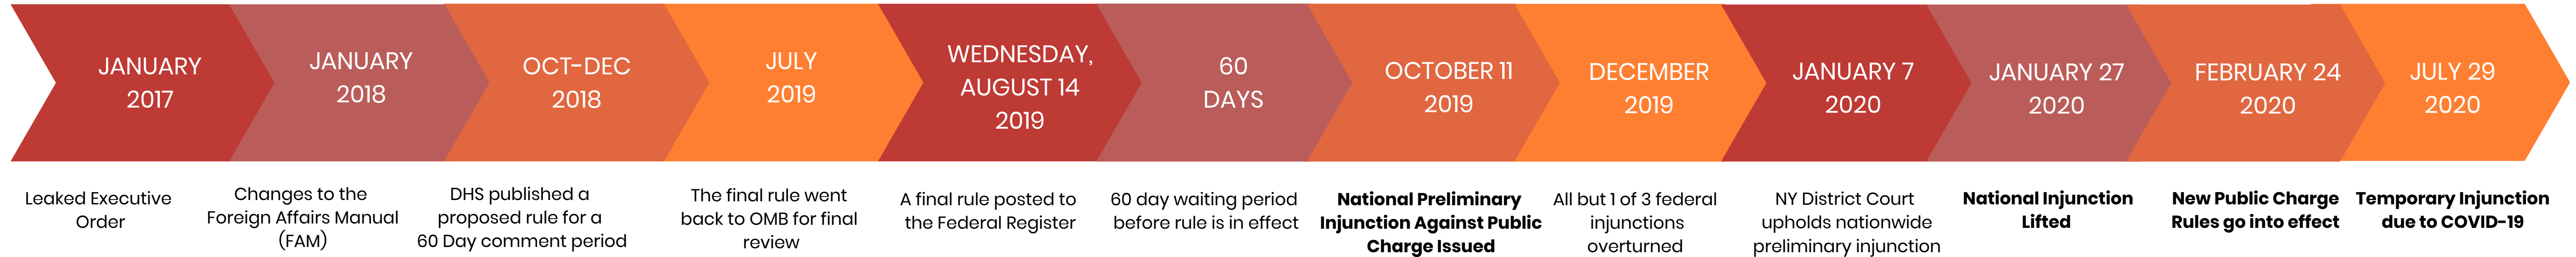 JANUARY
2017
JANUARY
2018
OCT-DEC
2018
JULY
2019
WEDNESDAY,
AUGUST 14
2019
60
DAYS
OCTOBER 11
2019
DECEMBER
2019
JANUARY 7
2020
JANUARY 27
2020
FEBRUARY 24
2020
JULY 29
2020
Leaked Executive
Order
Changes to the
Foreign Affairs Manual
(FAM)
DHS published a
proposed rule for a
60 Day comment period
The final rule went
back to OMB for final
review
A final rule posted to
the Federal Register
60 day waiting period
before rule is in effect
National Preliminary
Injunction Against Public
Charge Issued
All but 1 of 3 federal
injunctions
overturned
NY District Court
upholds nationwide
preliminary injunction
National Injunction
Lifted
New Public Charge
Rules go into effect
Temporary Injunction
due to COVID-19